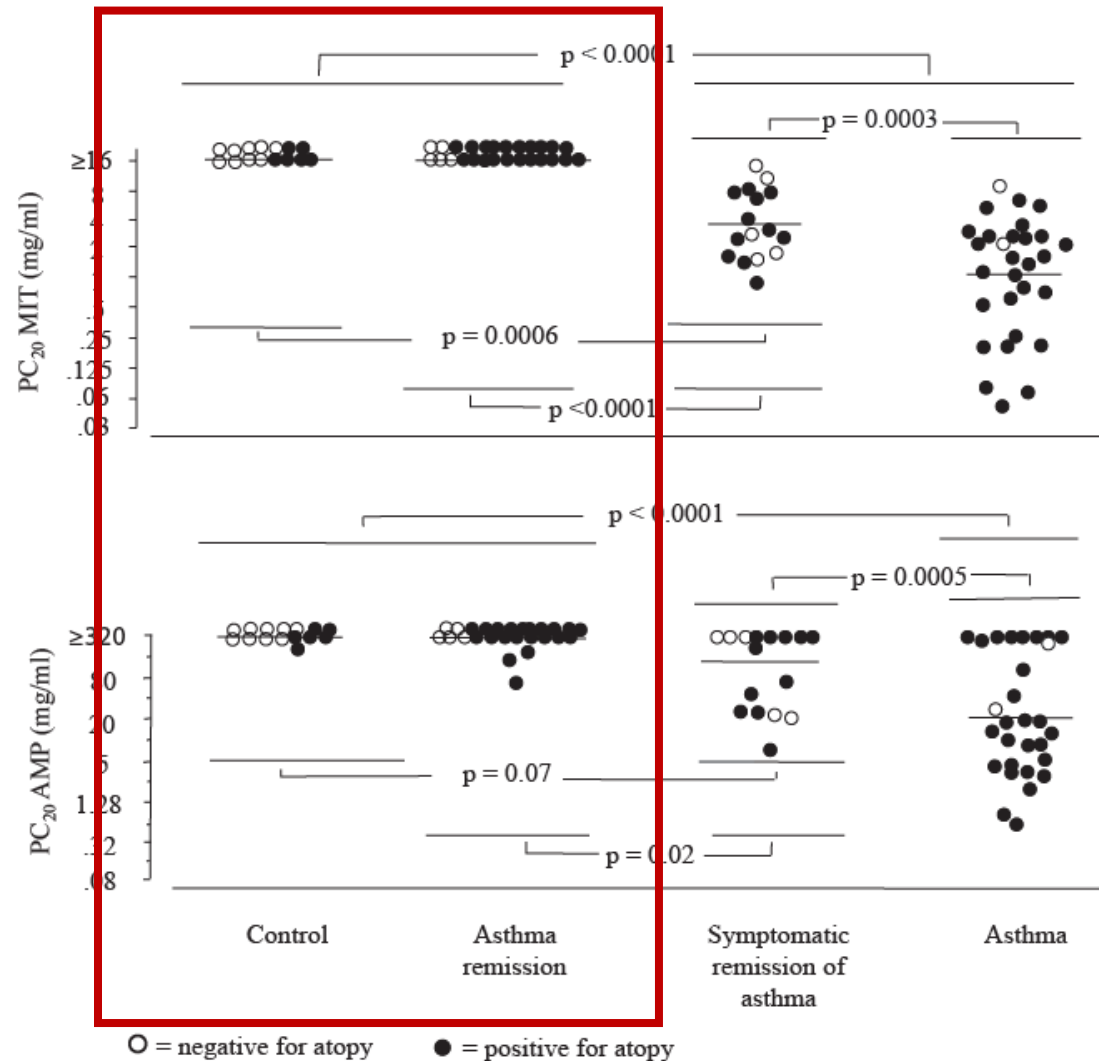 p < 0.0001
p = 0.0003
≥16
8
4
PC₂₀ MIT (mg/ml)
p = 0.0006
.25
.125
p <0.0001
.06
.03
p < 0.0001
p = 0.0005
≥320
80
20
PC₂₀ AMP (mg/ml)
5
p = 0.07
1.28
.32
p = 0.02
.08
Control
Asthma
remission
Symptomatic
remission of
asthma
Asthma
= negative for atopy
= positive for atopy